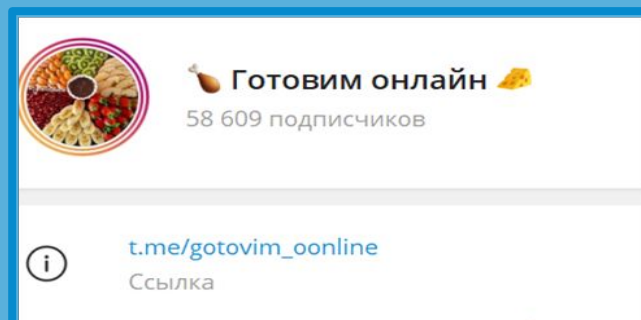 🍗 Готовим онлайн 🧀
58 609 подписчиков
t.me/gotovim_oonline
Ссылка